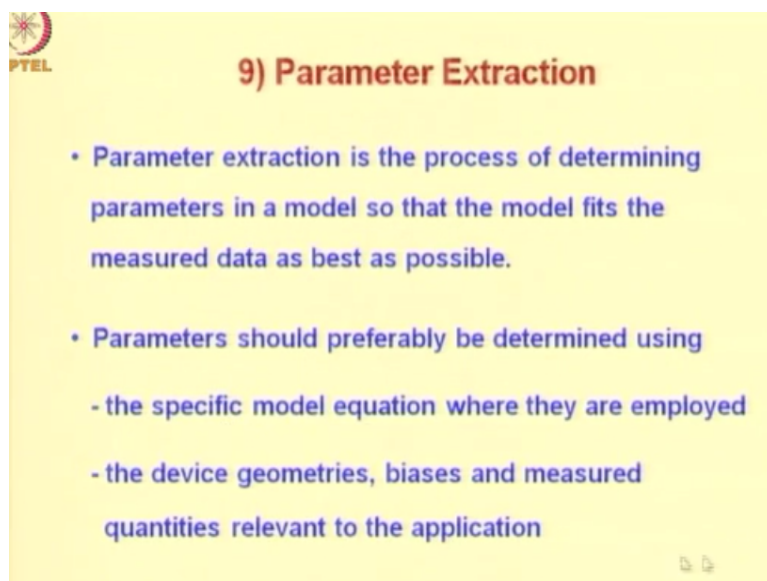 PTEL
9) Parameter Extraction
• Parameter extraction is the process of determining
parameters in a model so that the model fits the
measured data as best as possible.
• Parameters should preferably be determined using
- the specific model equation where they are employed
- the device geometries, biases and measured
quantities relevant to the application